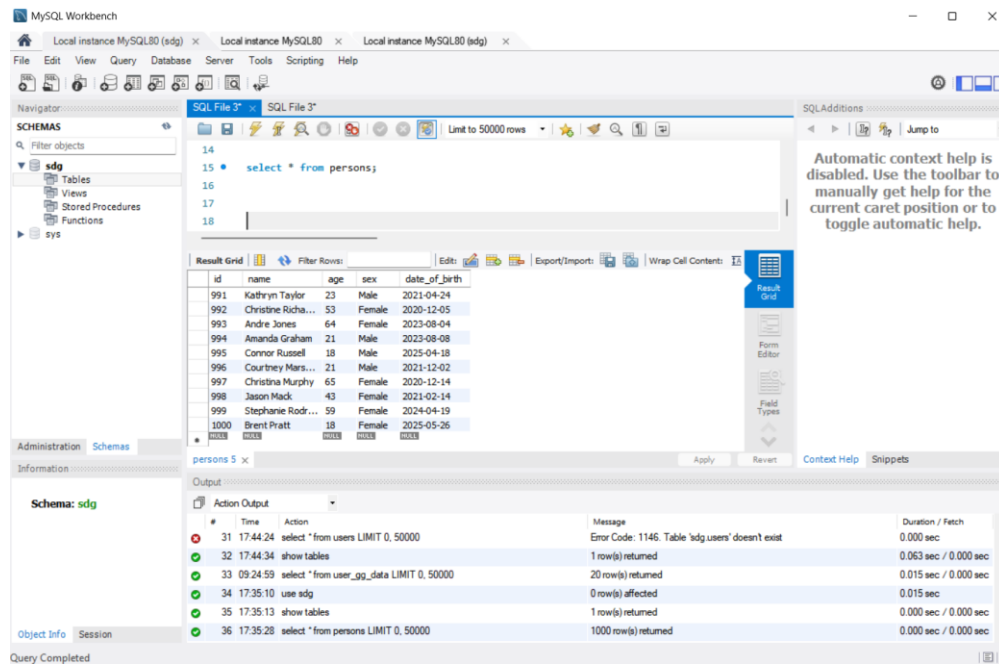 MySQL Workbench
Local instance MySQL80 (sdg) × Local instance MySQL80 × Local instance MySQL80 (sdg) ×
File Edit View Query Database Server Tools Scripting Help
Navigator
SCHEMAS
Filter objects
sdg
Tables
Views
Stored Procedures
Functions
sys
Administration Schemas
Information
Schema: sdg
Object Info Session
SQL File 3* × SQL File 3*
Limit to 50000 rows
14
15 select * from persons;
16
17
18
Result Grid Filter Rows: Edit: Export/Import: Wrap Cell Content:
id name age sex date_of_birth
991 Kathryn Taylor 23 Male 2021-04-24
992 Christine Richa... 53 Female 2020-12-05
993 Andre Jones 64 Female 2023-08-04
994 Amanda Graham 21 Male 2023-08-08
995 Connor Russell 18 Male 2025-04-18
996 Courtney Mars... 21 Male 2021-12-02
997 Christina Murphy 65 Female 2020-12-14
998 Jason Mack 43 Female 2021-02-14
999 Stephanie Rodr... 59 Female 2024-04-19
1000 Brent Pratt 18 Female 2025-05-26
NULL NULL NULL NULL NULL
Result
Grid
Form
Editor
Field
Types
persons 5 × Apply Revert
SQLAdditions
Jump to
Automatic context help is
disabled. Use the toolbar to
manually get help for the
current caret position or to
toggle automatic help.
Context Help Snippets
Output
Action Output
# Time Action Message Duration / Fetch
31 17:44:24 select * from users LIMIT 0, 50000 Error Code: 1146. Table 'sdg.users' doesn't exist 0.000 sec
32 17:44:34 show tables 1 row(s) returned 0.063 sec / 0.000 sec
33 09:24:59 select * from user_gg_data LIMIT 0, 50000 20 row(s) returned 0.015 sec / 0.000 sec
34 17:35:10 use sdg 0 row(s) affected 0.015 sec
35 17:35:13 show tables 1 row(s) returned 0.000 sec / 0.000 sec
36 17:35:28 select * from persons LIMIT 0, 50000 1000 row(s) returned 0.000 sec / 0.000 sec
Query Completed